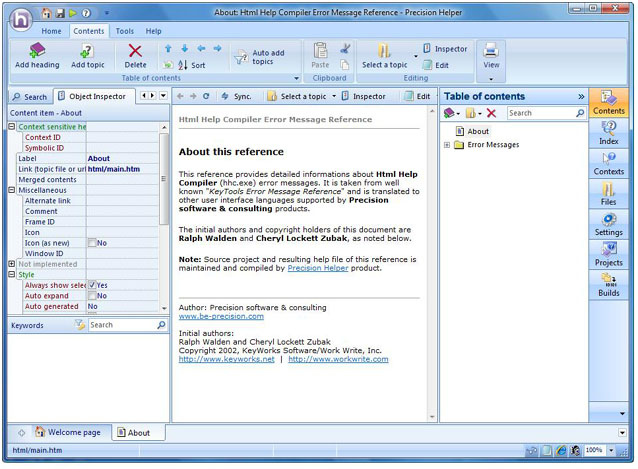 About: Html Help Compiler Error Message Reference - Precision Helper
Home Contents Tools Help
Add heading Add topic Delete Sort Auto add topics Paste Select a topic Inspector Edit View
Table of contents Clipboard Editing
Search Object Inspector
Sync. Select a topic Inspector Edit
Table of contents
Content item - About
Context sensitive he
Context ID
Symbolic ID
Label About
Link (topic file or url html/main.htm
Merged contents
Miscellaneous
Alternate link
Comment
Frame ID
Icon
Icon (as new) No
Window ID
Not implemented
Style
Always show selec Yes
Auto expand No
Auto generated No
Keywords Search
Html Help Compiler Error Message Reference
About this reference
This reference provides detailed informations about Html Help
Compiler (hhc.exe) error messages. It is taken from well
known "KeyTools Error Message Reference" and is translated to
other user interface languages supported by Precision
software & consulting products.
The initial authors and copyright holders of this document are
Ralph Walden and Cheryl Lockett Zubak, as noted below.
Note: Source project and resulting help file of this reference is
maintained and compiled by Precision Helper product.
Author: Precision software & consulting
www.be-precision.com
Initial authors:
Ralph Walden and Cheryl Lockett Zubak
Copyright 2002, KeyWorks Software/Work Write, Inc.
http://www.keyworks.net | http://www.workwrite.com
Search
About
Error Messages
Contents
Index
Contexts
Files
Settings
Projects
Builds
Welcome page About
html/main.htm 100%